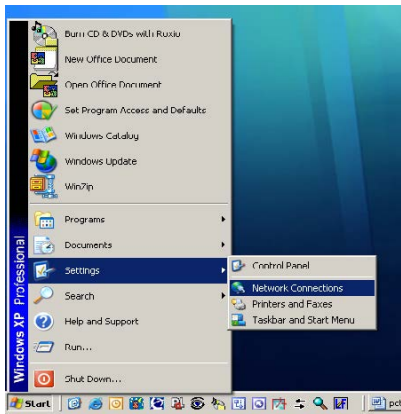 Burn CD & DVDs with Roxio
New Office Document
Open Office Document
Set Program Access and Defaults
Windows Catalog
Windows Update
WinZip
Programs
Documents
Settings
Search
Help and Support
Run...
Shut Down...
Windows XP Professional
Control Panel
Network Connections
Printers and Faxes
Taskbar and Start Menu
Start
pct